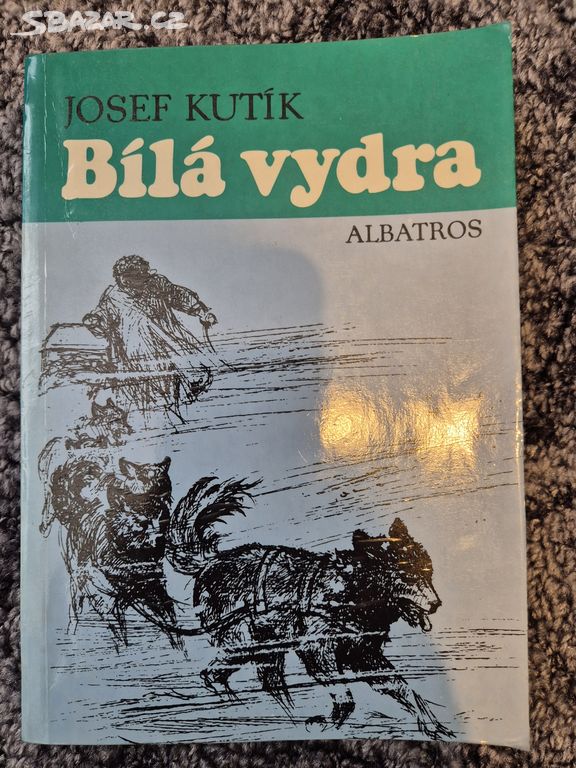 SBAZAR.CZ
JOSEF KUTÍK
Bílá vydra
ALBATROS